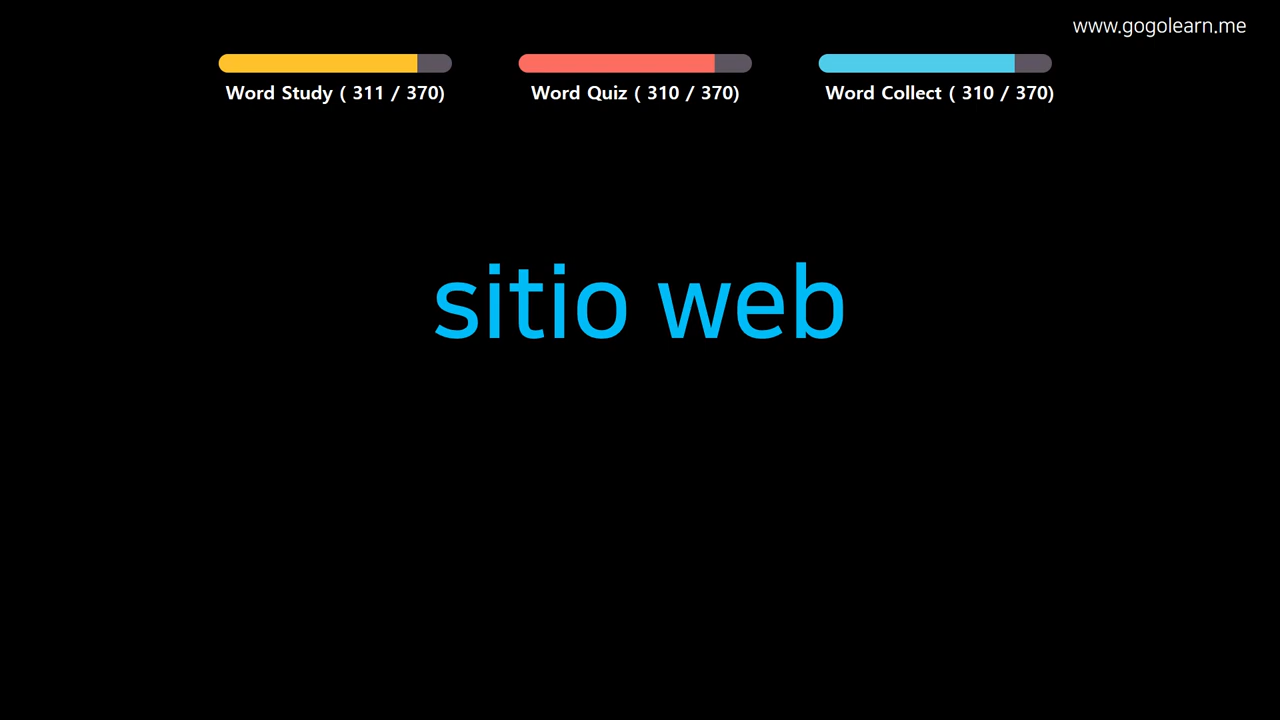 www.gogolearn.me
Word Study ( 311 / 370)
Word Quiz ( 310 / 370)
Word Collect ( 310 / 370)
sitio web